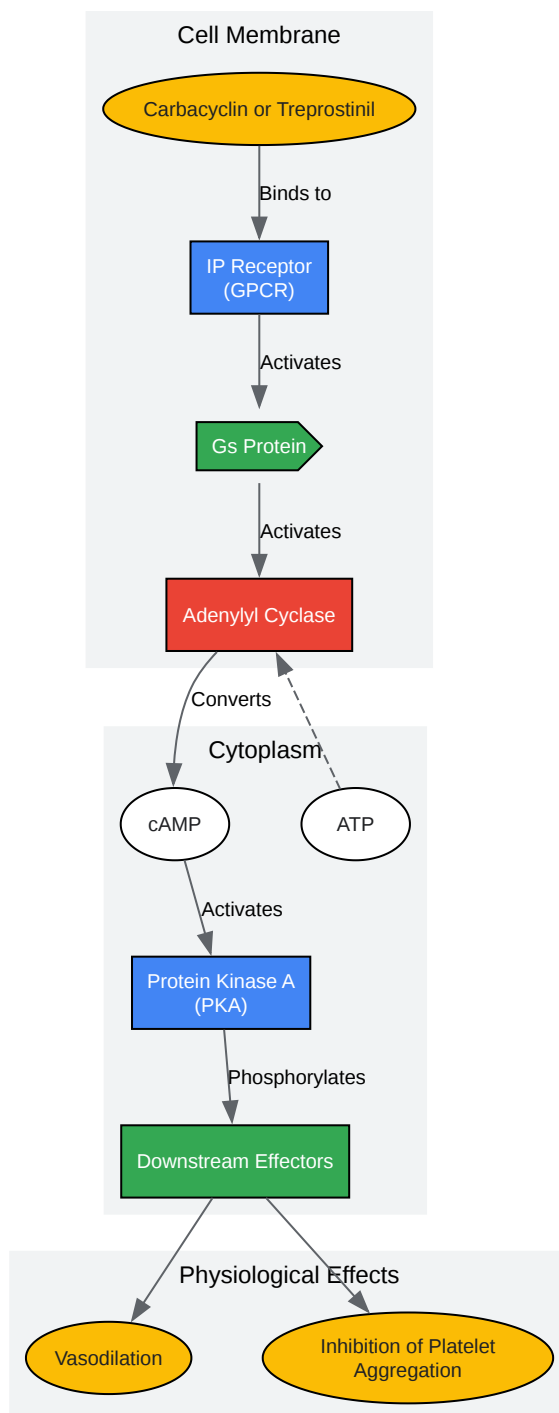 Cell Membrane
Carbacyclin or Treprostinil
Binds to
IP Receptor
(GPCR)
Activates
Gs Protein
Activates
Adenylyl Cyclase
Converts
Cytoplasm
cAMP
ATP
Activates
Protein Kinase A
(PKA)
Phosphorylates
Downstream Effectors
Physiological Effects
Vasodilation
Inhibition of Platelet
Aggregation